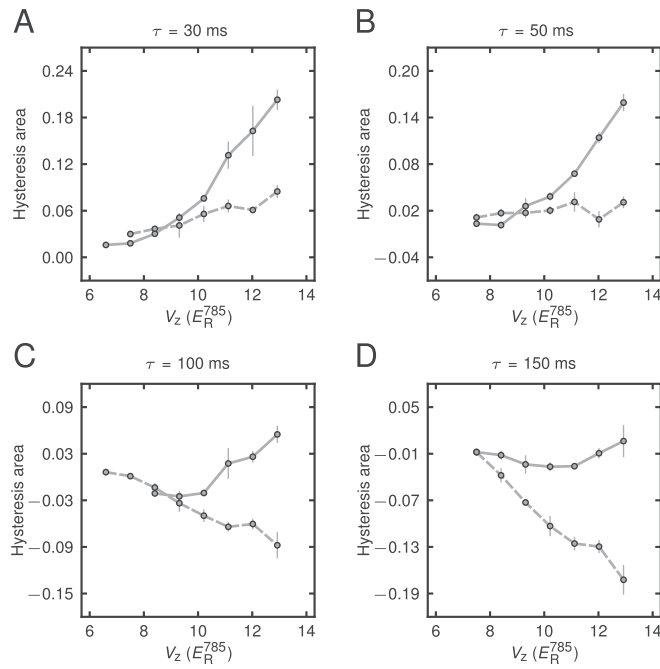 A
τ = 30 ms
Hysteresis area
0.24
0.18
0.12
0.06
0.00
6 8 10 12 14
V_z (E_R^785)
B
τ = 50 ms
Hysteresis area
0.20
0.14
0.08
0.02
−0.04
6 8 10 12 14
V_z (E_R^785)
C
τ = 100 ms
Hysteresis area
0.09
0.03
−0.03
−0.09
−0.15
6 8 10 12 14
V_z (E_R^785)
D
τ = 150 ms
Hysteresis area
0.05
−0.01
−0.07
−0.13
−0.19
6 8 10 12 14
V_z (E_R^785)